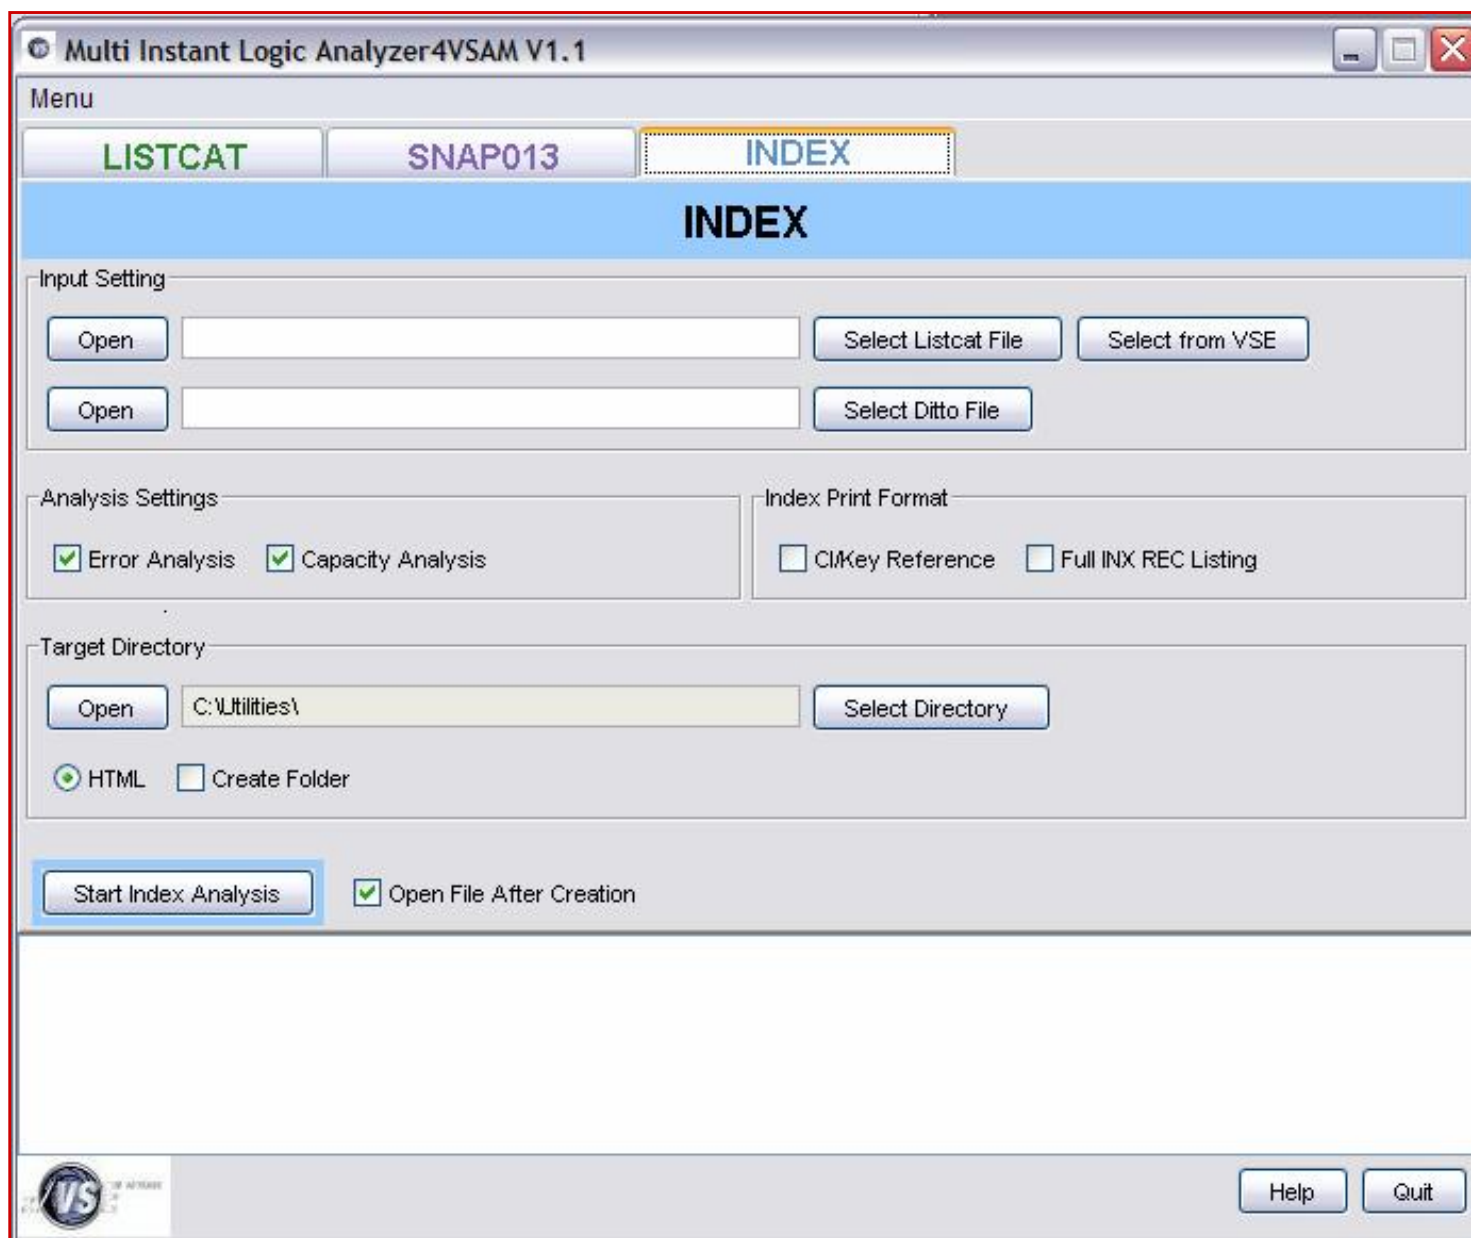 Multi Instant Logic Analyzer4VSAM V1.1
Menu
LISTCAT SNAP013 INDEX
INDEX
Input Setting
Open Select Listcat File Select from VSE
Open Select Ditto File
Analysis Settings Index Print Format
Error Analysis Capacity Analysis CI/Key Reference Full INX REC Listing
Target Directory
Open C:\Utilities\ Select Directory
HTML Create Folder
Start Index Analysis Open File After Creation
VS Help Quit